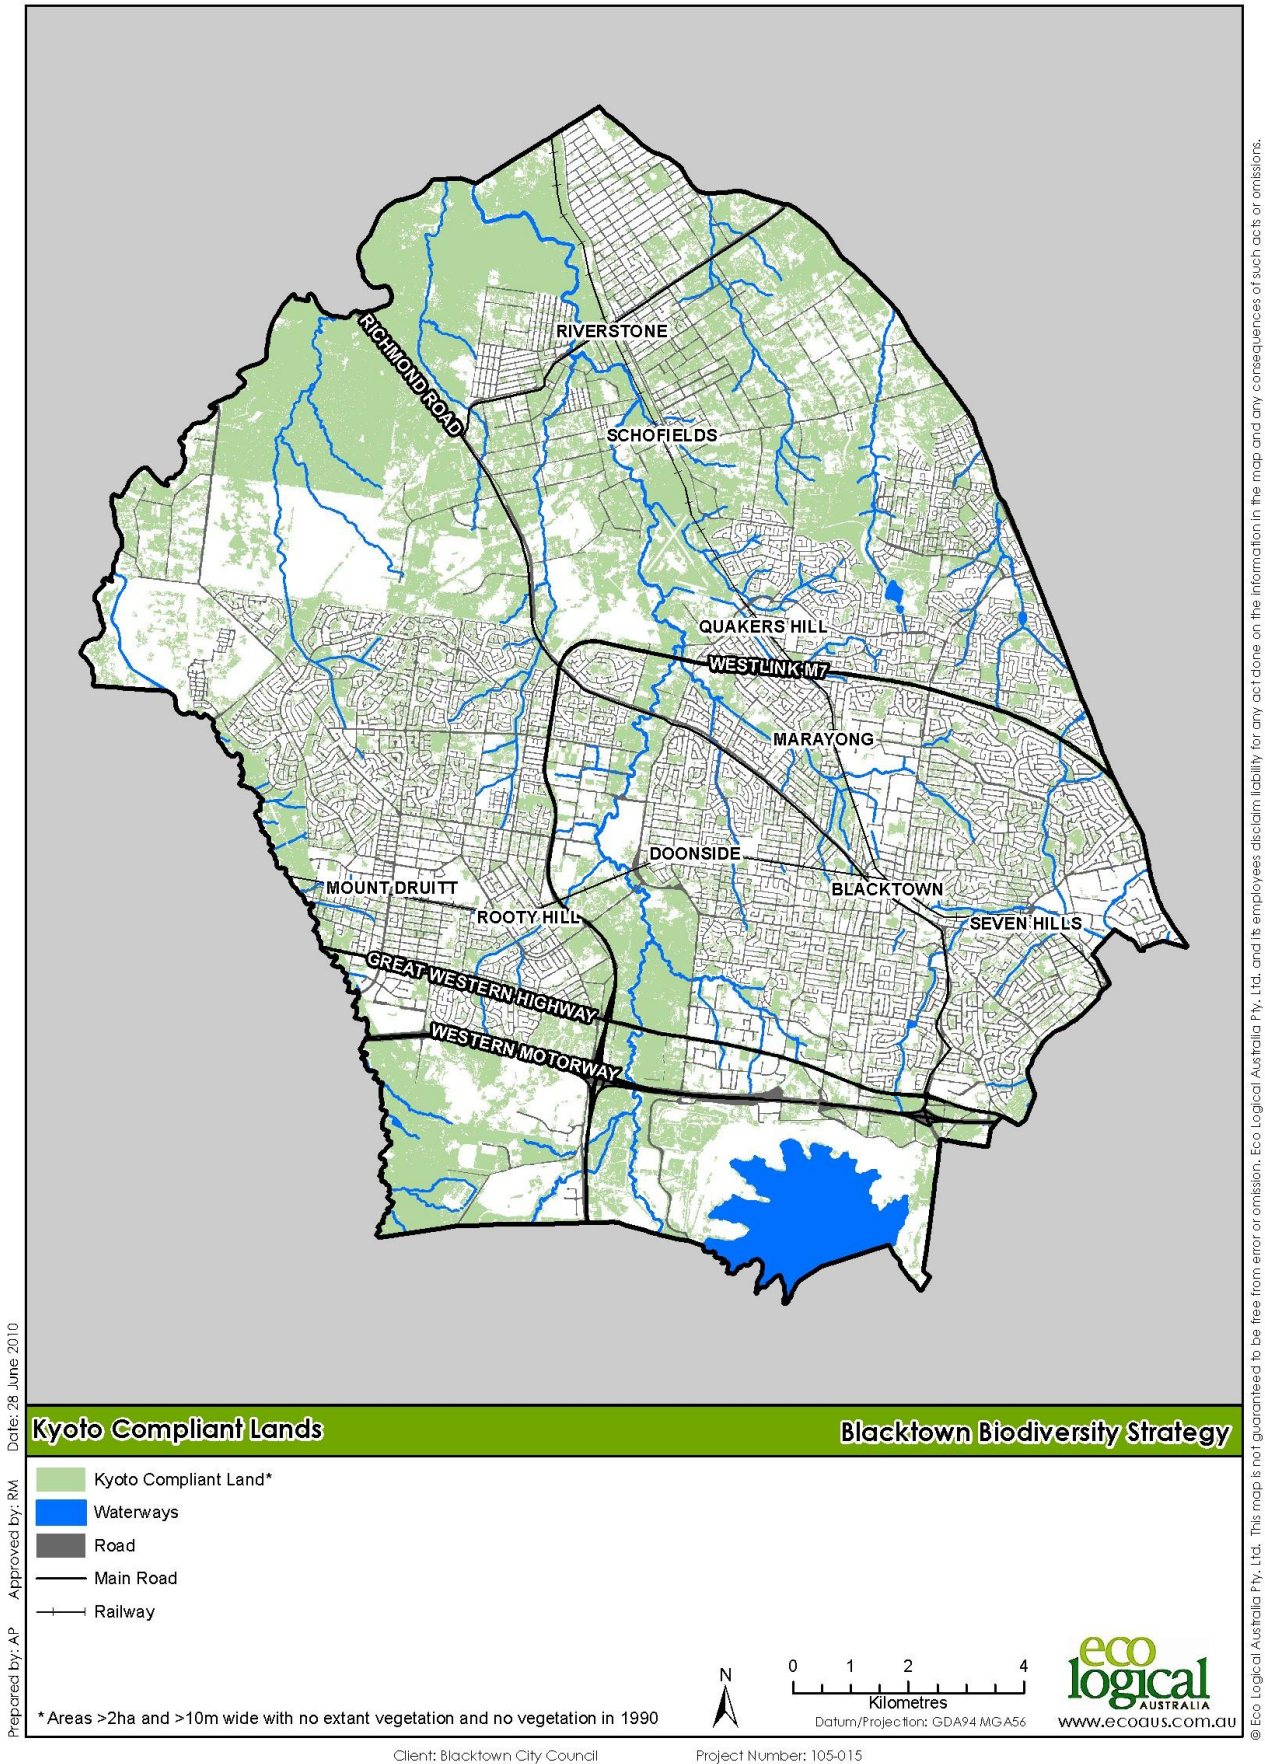 RIVERSTONE
RICHMOND ROAD
SCHOFIELDS
QUAKERS HILL
WESTLINK M7
MARAYONG
DOONSIDE
MOUNT DRUITT
BLACKTOWN
ROOTY HILL
SEVEN HILLS
GREAT WESTERN HIGHWAY
WESTERN MOTORWAY
Kyoto Compliant Lands
Blacktown Biodiversity Strategy
Kyoto Compliant Land*
Waterways
Road
Main Road
Railway
* Areas >2ha and >10m wide with no extant vegetation and no vegetation in 1990
N
0 1 2 4
Kilometres
Datum/Projection: GDA94 MGA56
eco
logical
AUSTRALIA
www.ecoaus.com.au
Client: Blacktown City Council
Project Number: 105-015
Prepared by: AP Approved by: RM Date: 28 June 2010
© Eco Logical Australia Pty. Ltd. This map is not guaranteed to be free from error or omission. Eco Logical Australia Pty. Ltd. and its employees disclaim liability for any act done on the information in the map and any consequences of such acts or omissions.